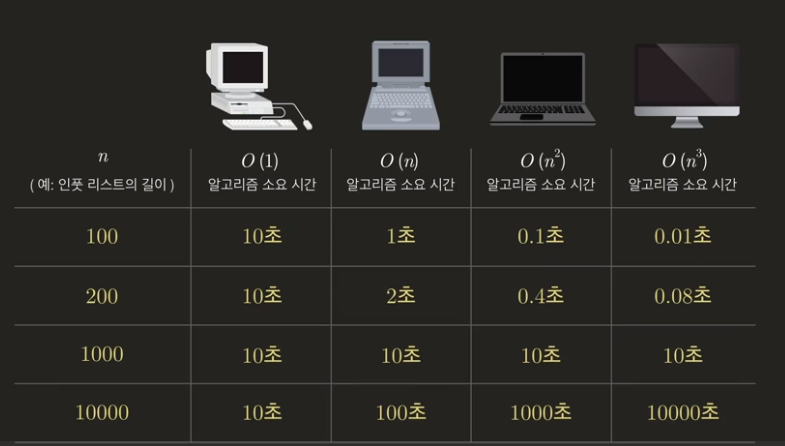 n O(1) O(n) O(n²) O(n³)
( 예: 인풋 리스트의 길이 ) 알고리즘 소요 시간 알고리즘 소요 시간 알고리즘 소요 시간 알고리즘 소요 시간
100 10초 1초 0.1초 0.01초
200 10초 2초 0.4초 0.08초
1000 10초 10초 10초 10초
10000 10초 100초 1000초 10000초